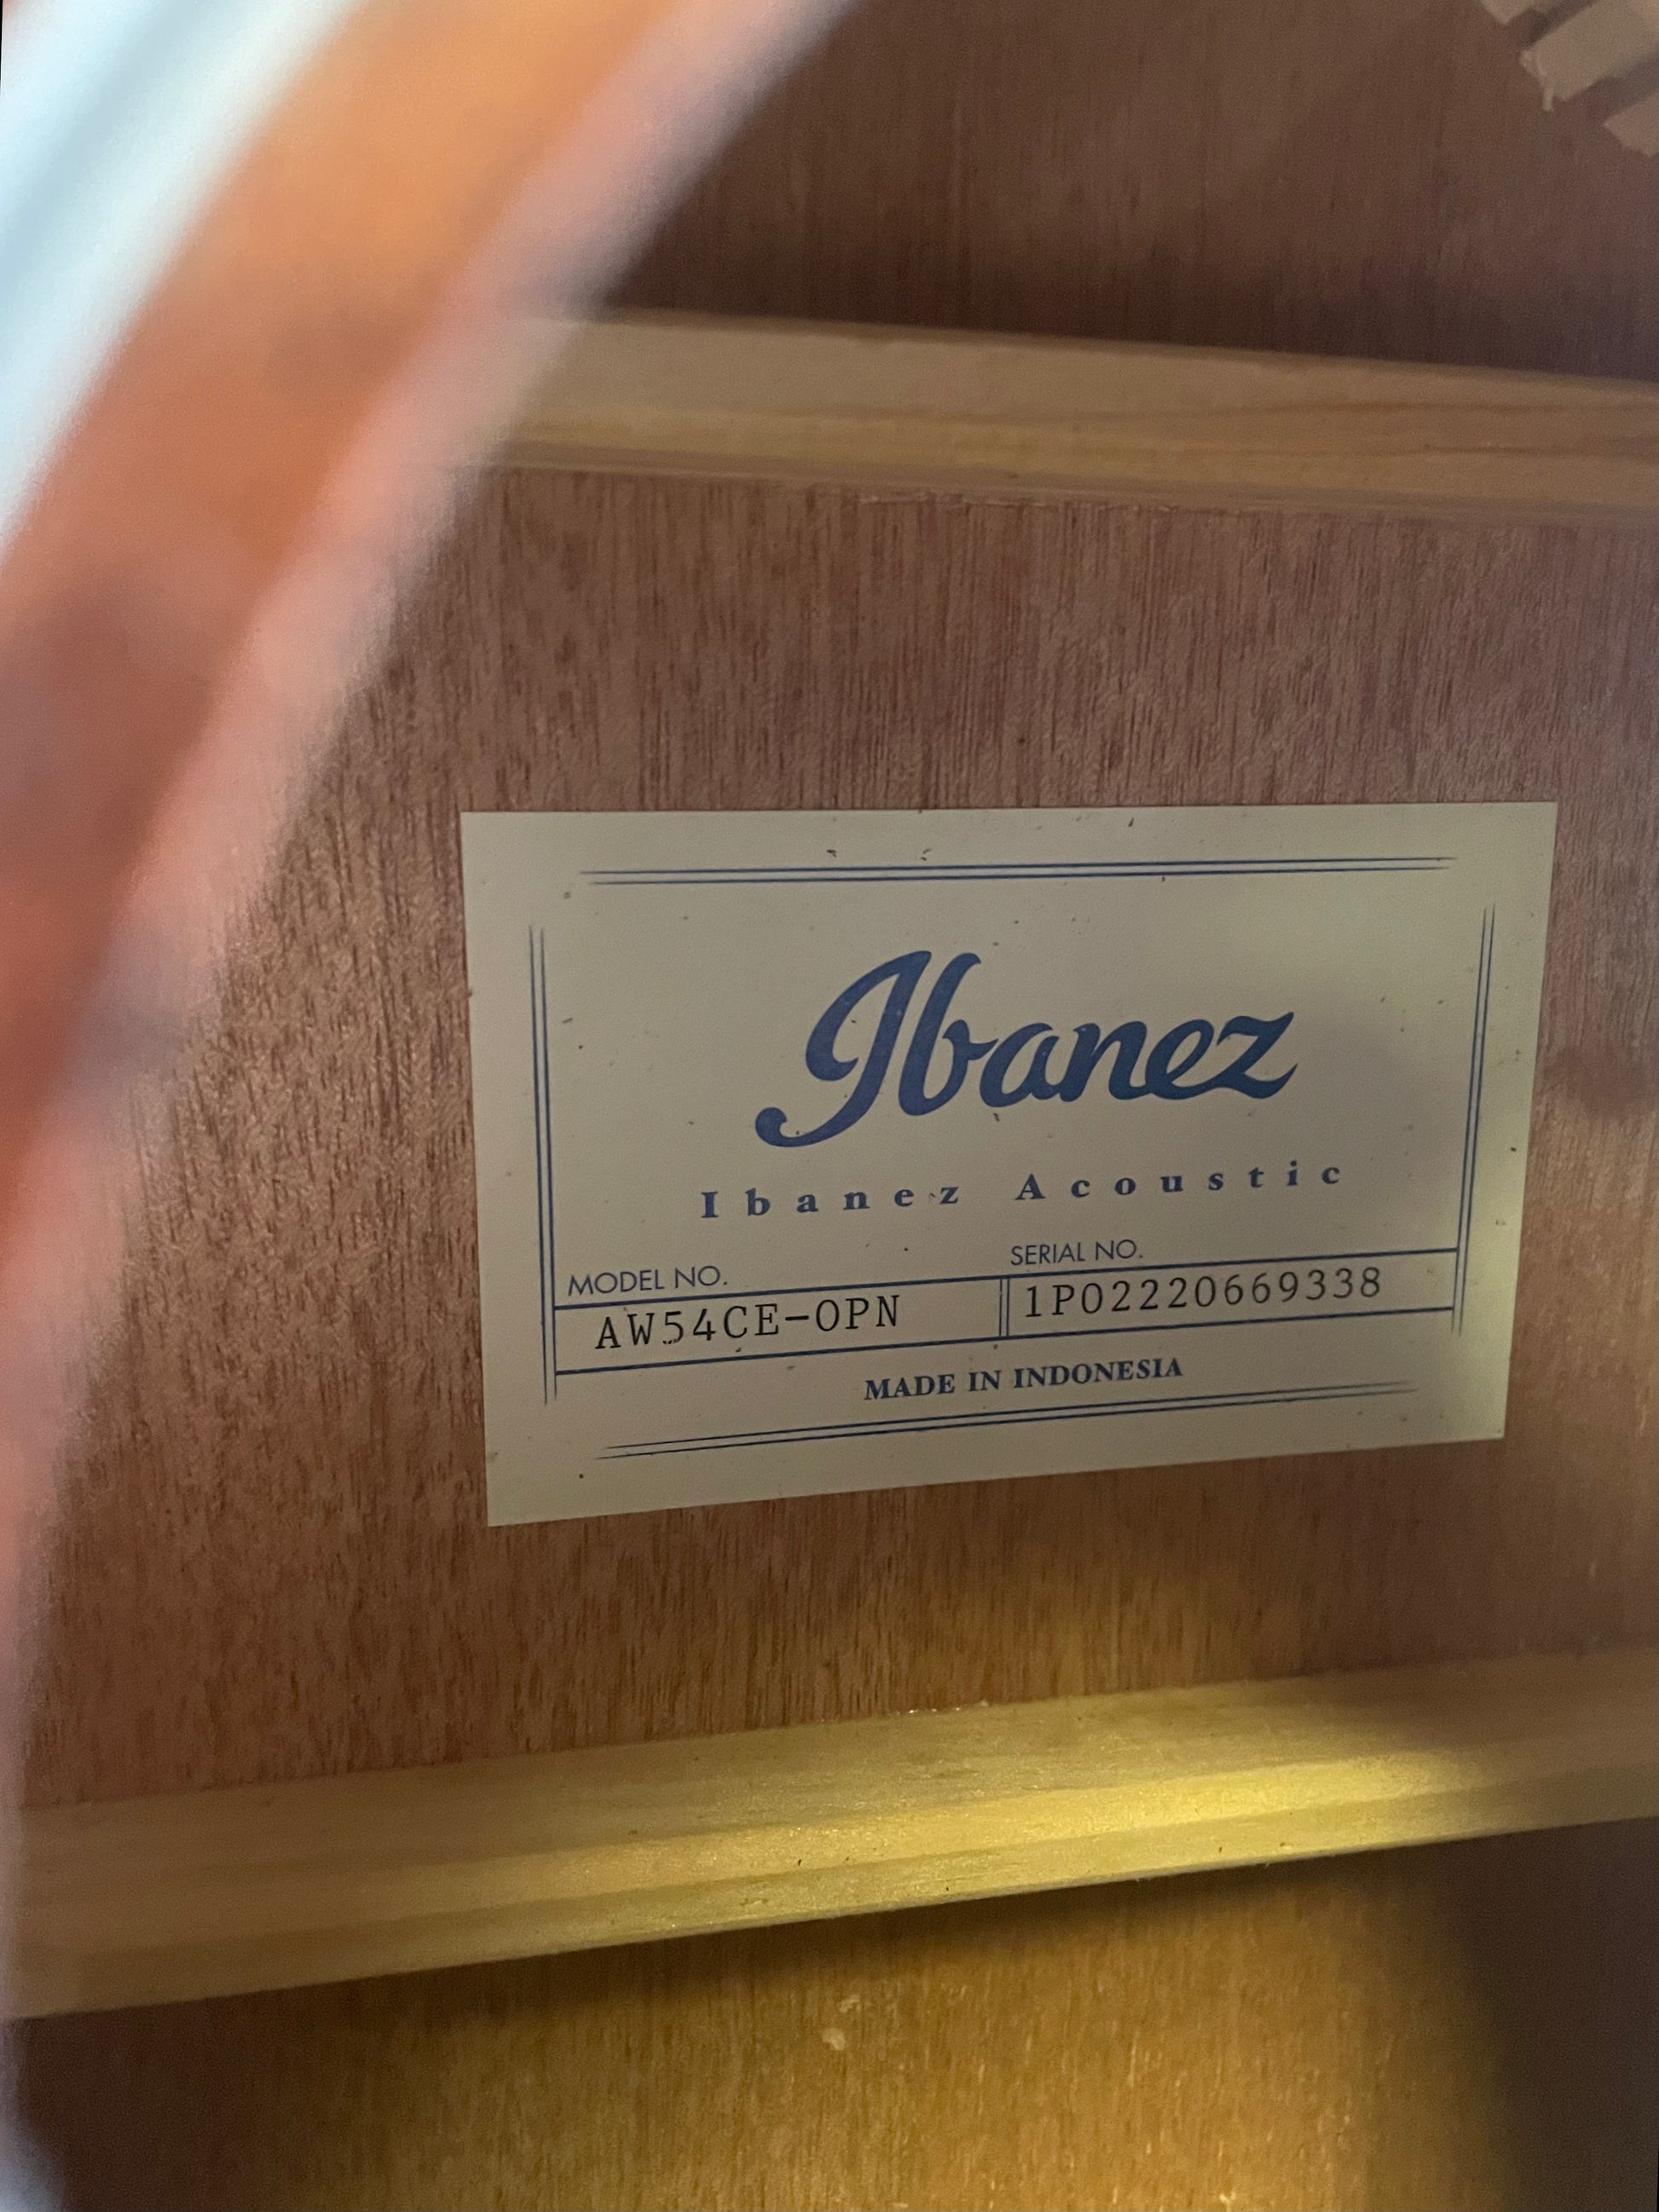 Ibanez
Ibanez Acoustic
MODEL NO. SERIAL NO.
AW54CE-OPN 1P02220669338
MADE IN INDONESIA